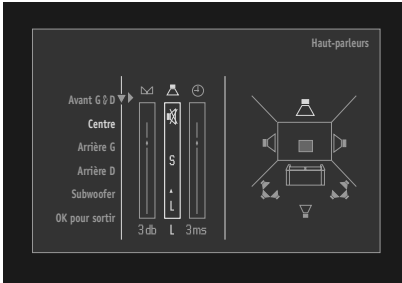 Haut-parleurs
Avant G & D
Centre
Arrière G
Arrière D
Subwoofer
OK pour sortir
S
L
3db L 3ms